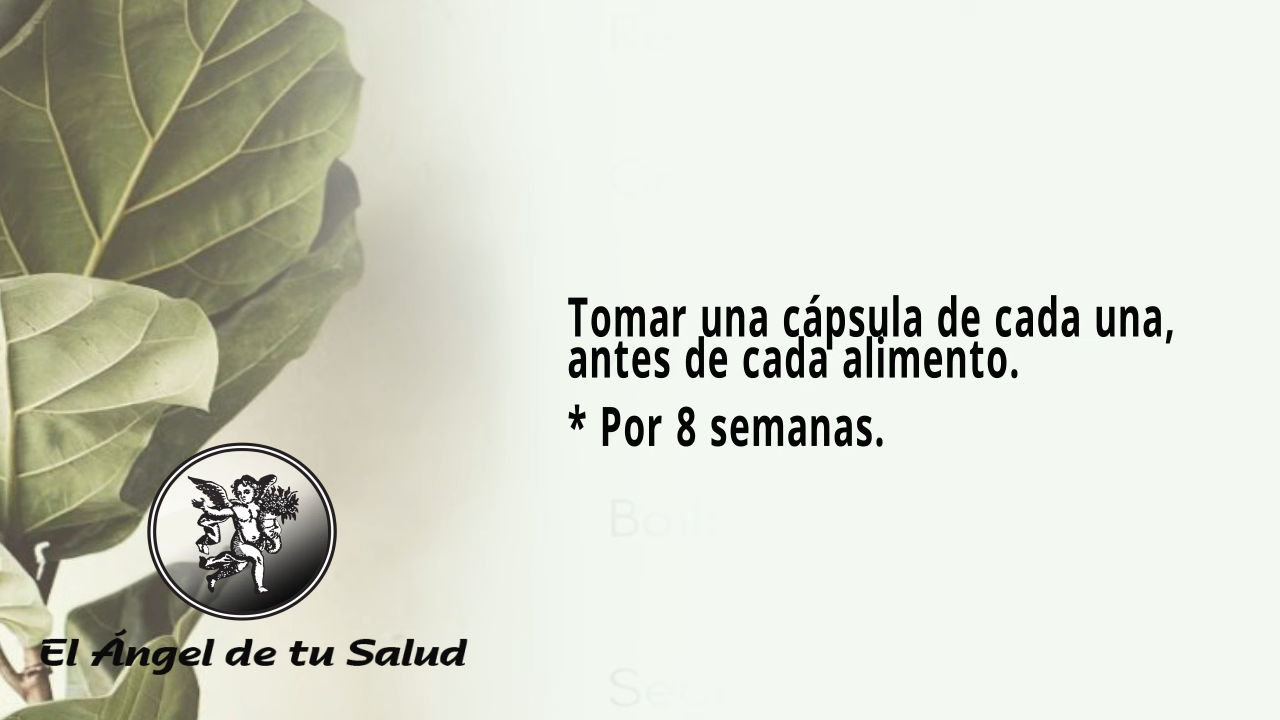 Tomar una cápsula de cada una,
antes de cada alimento.
* Por 8 semanas.
El Ángel de tu Salud